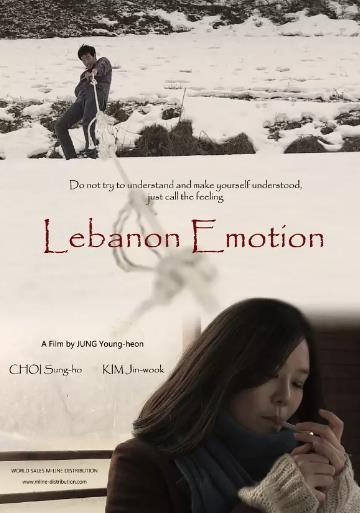 Do not try to understand and make yourself understood,
just call the feeling
Lebanon Emotion
A Film by JUNG Young-heon
CHOI Sung-ho KIM Jin-wook
WORLD SALES M-LINE DISTRIBUTION
www.mline-distribution.com